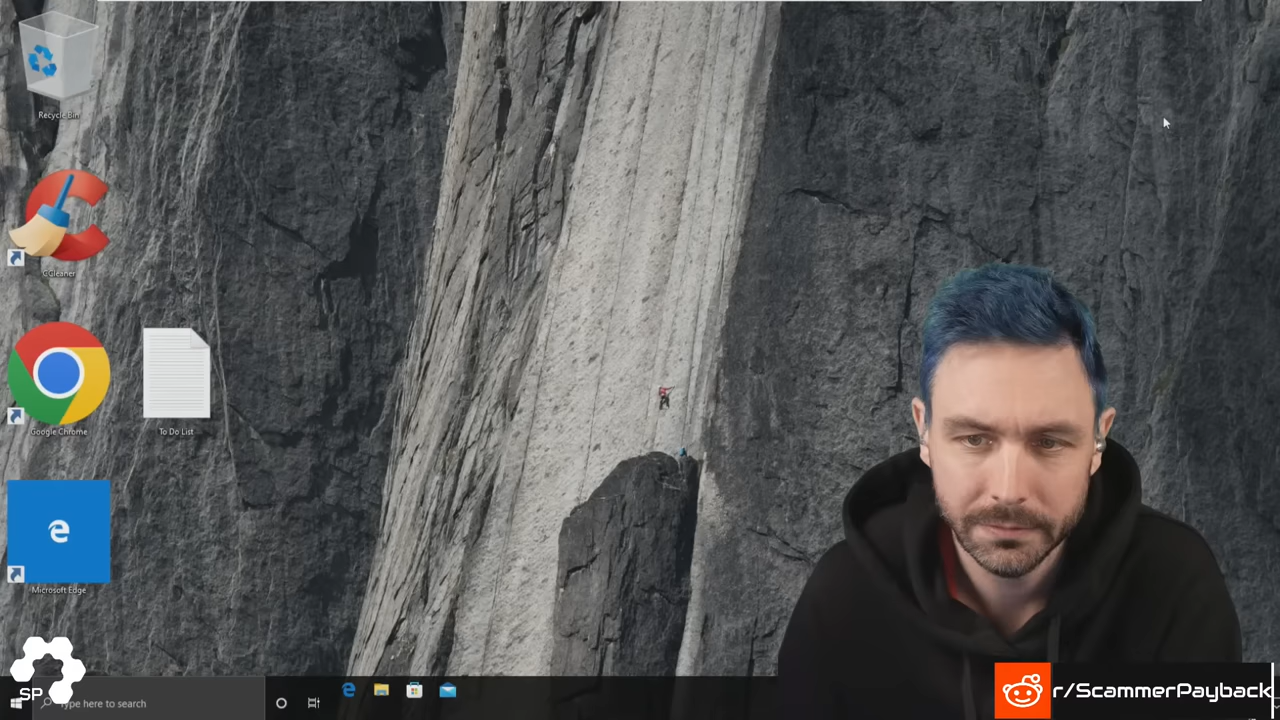 Recycle Bin
CCleaner
Google Chrome
To Do List
Microsoft Edge
SP
Type here to search
r/ScammerPayback